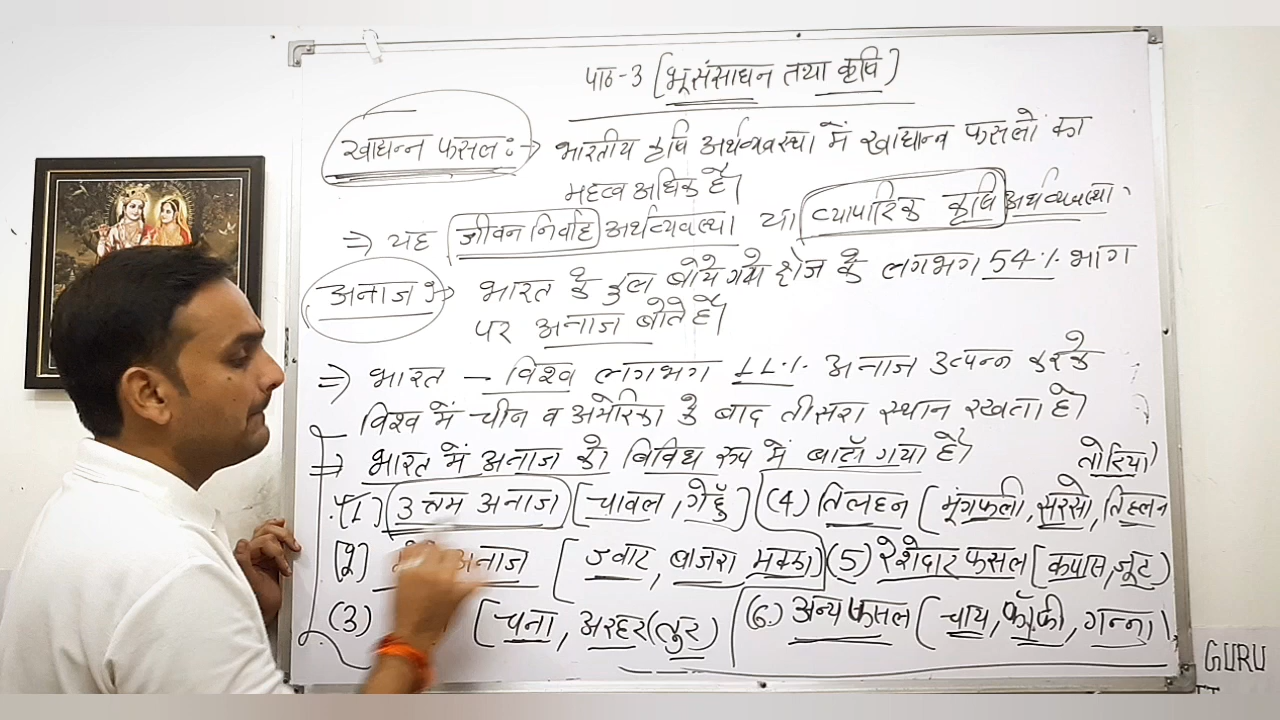 पाठ-3 [भूसंसाधन तथा कृषि]
खाद्यन्न फसल :→ भारतीय कृषि अर्थव्यवस्था में खाद्यान्न फसलों का
महत्व अधिक है।
⇒ यह जीवन निर्वाह अर्थव्यवस्था या व्यापारिक कृषि अर्थव्यवस्था
अनाज :→ भारत के कुल बोये गये क्षेत्र के लगभग 54% भाग
पर अनाज बोते हैं।
⇒ भारत – विश्व लगभग 11% अनाज उत्पन्न करके
विश्व में चीन व अमेरिका के बाद तीसरा स्थान रखता है।
⇒ भारत में अनाज को विविध रूप में बाटॉ गया है।
तोरिया)
(1) उत्तम अनाज [चावल, गेहूँ] (4) तिलहन [मूंगफली, सरसो, तिल्हन
(2) अनाज [ज्वार, बाजरा मक्का) (5) रेशेदार फसल [कपास, जूट)
(3) [चना, अरहर (तुर) (6) अन्य फसल [चाय, कॉफी, गन्ना)
GURU